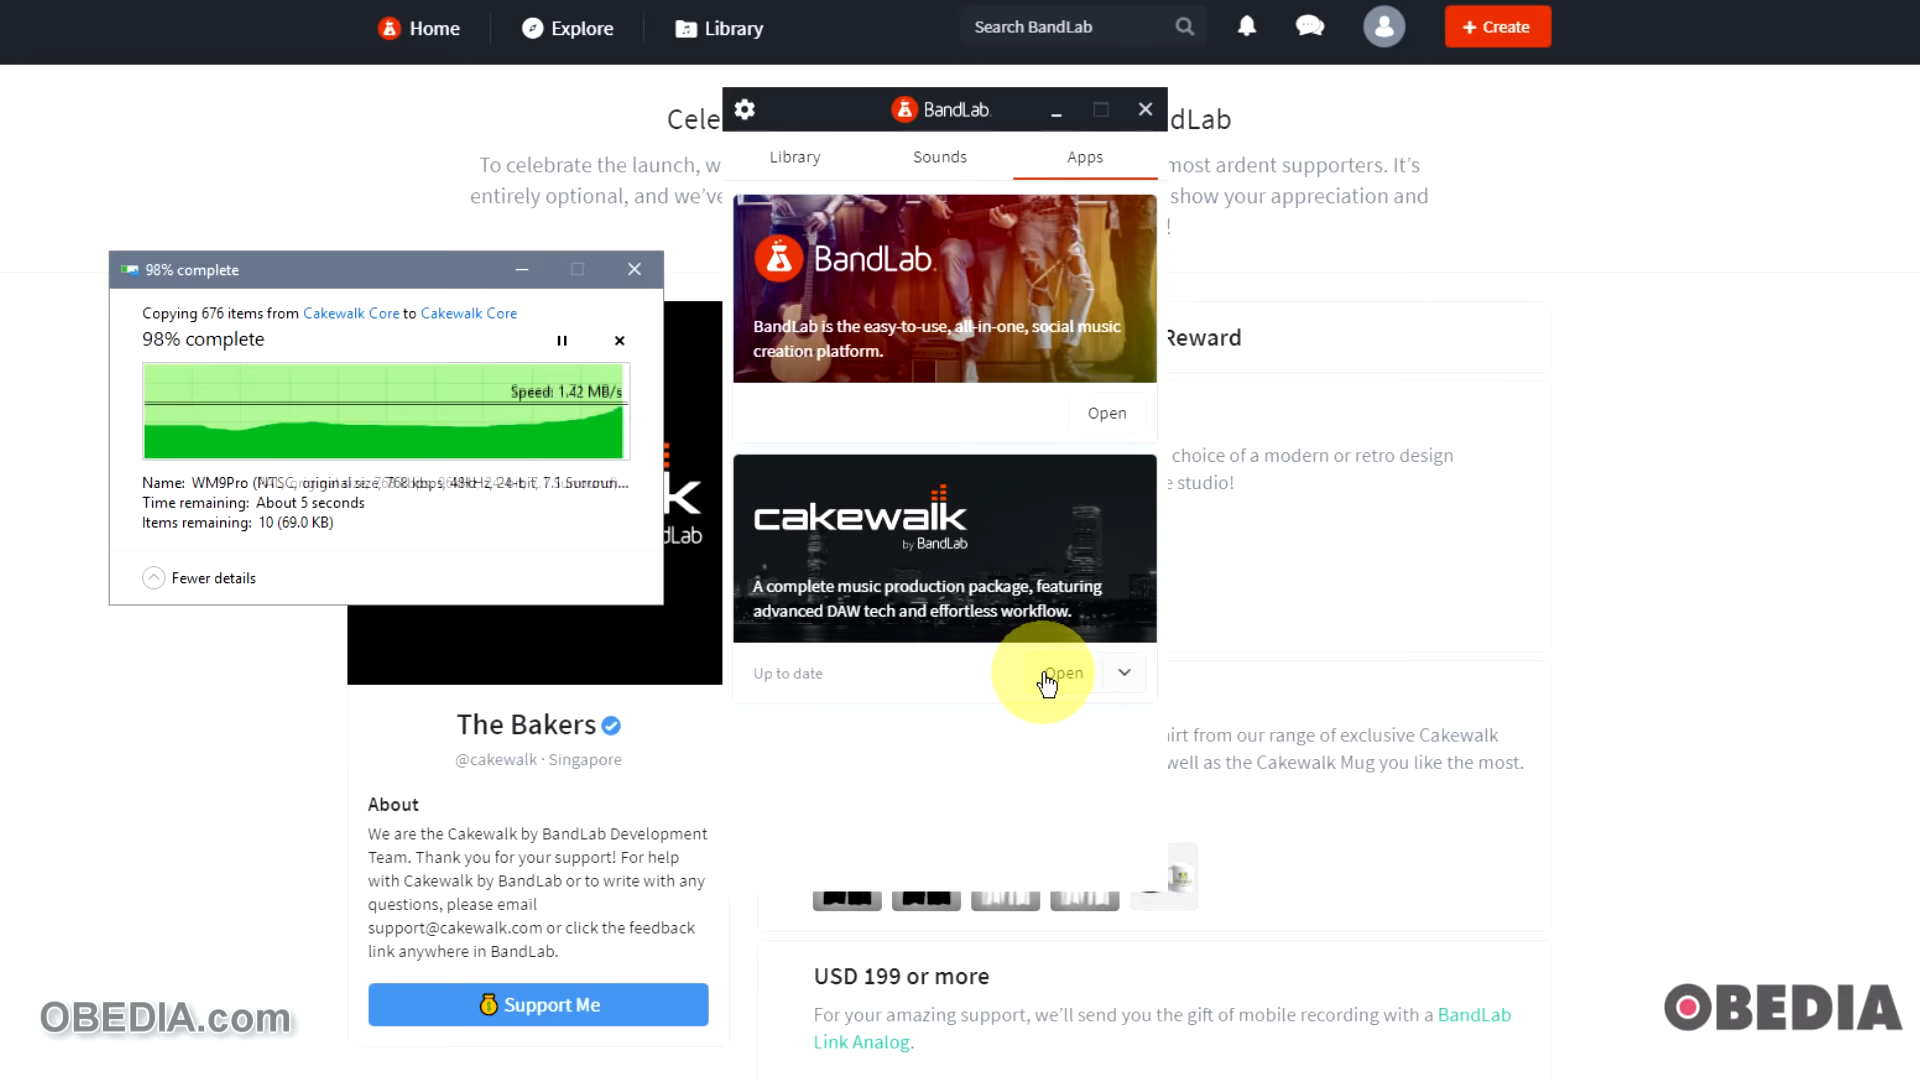 Home
Explore
Library
Search BandLab
+ Create
Cele
dLab
To celebrate the launch, w
most ardent supporters. It's
entirely optional, and we've
show your appreciation and
!
BandLab
Library
Sounds
Apps
BandLab
BandLab is the easy-to-use, all-in-one, social music
creation platform.
Open
98% complete
Copying 676 items from Cakewalk Core to Cakewalk Core
98% complete
Speed: MB/s
Name: WM9Pro
Time remaining: About 5 seconds
Items remaining: 10 (69.0 KB)
Fewer details
k
dLab
cakewalk
by BandLab
A complete music production package, featuring
advanced DAW tech and effortless workflow.
Up to date
Open
Reward
choice of a modern or retro design
e studio!
irt from our range of exclusive Cakewalk
well as the Cakewalk Mug you like the most.
The Bakers
@cakewalk · Singapore
About
We are the Cakewalk by BandLab Development
Team. Thank you for your support! For help
with Cakewalk by BandLab or to write with any
questions, please email
support@cakewalk.com or click the feedback
link anywhere in BandLab.
Support Me
USD 199 or more
For your amazing support, we'll send you the gift of mobile recording with a BandLab
Link Analog.
OBEDIA.com
OBEDIA